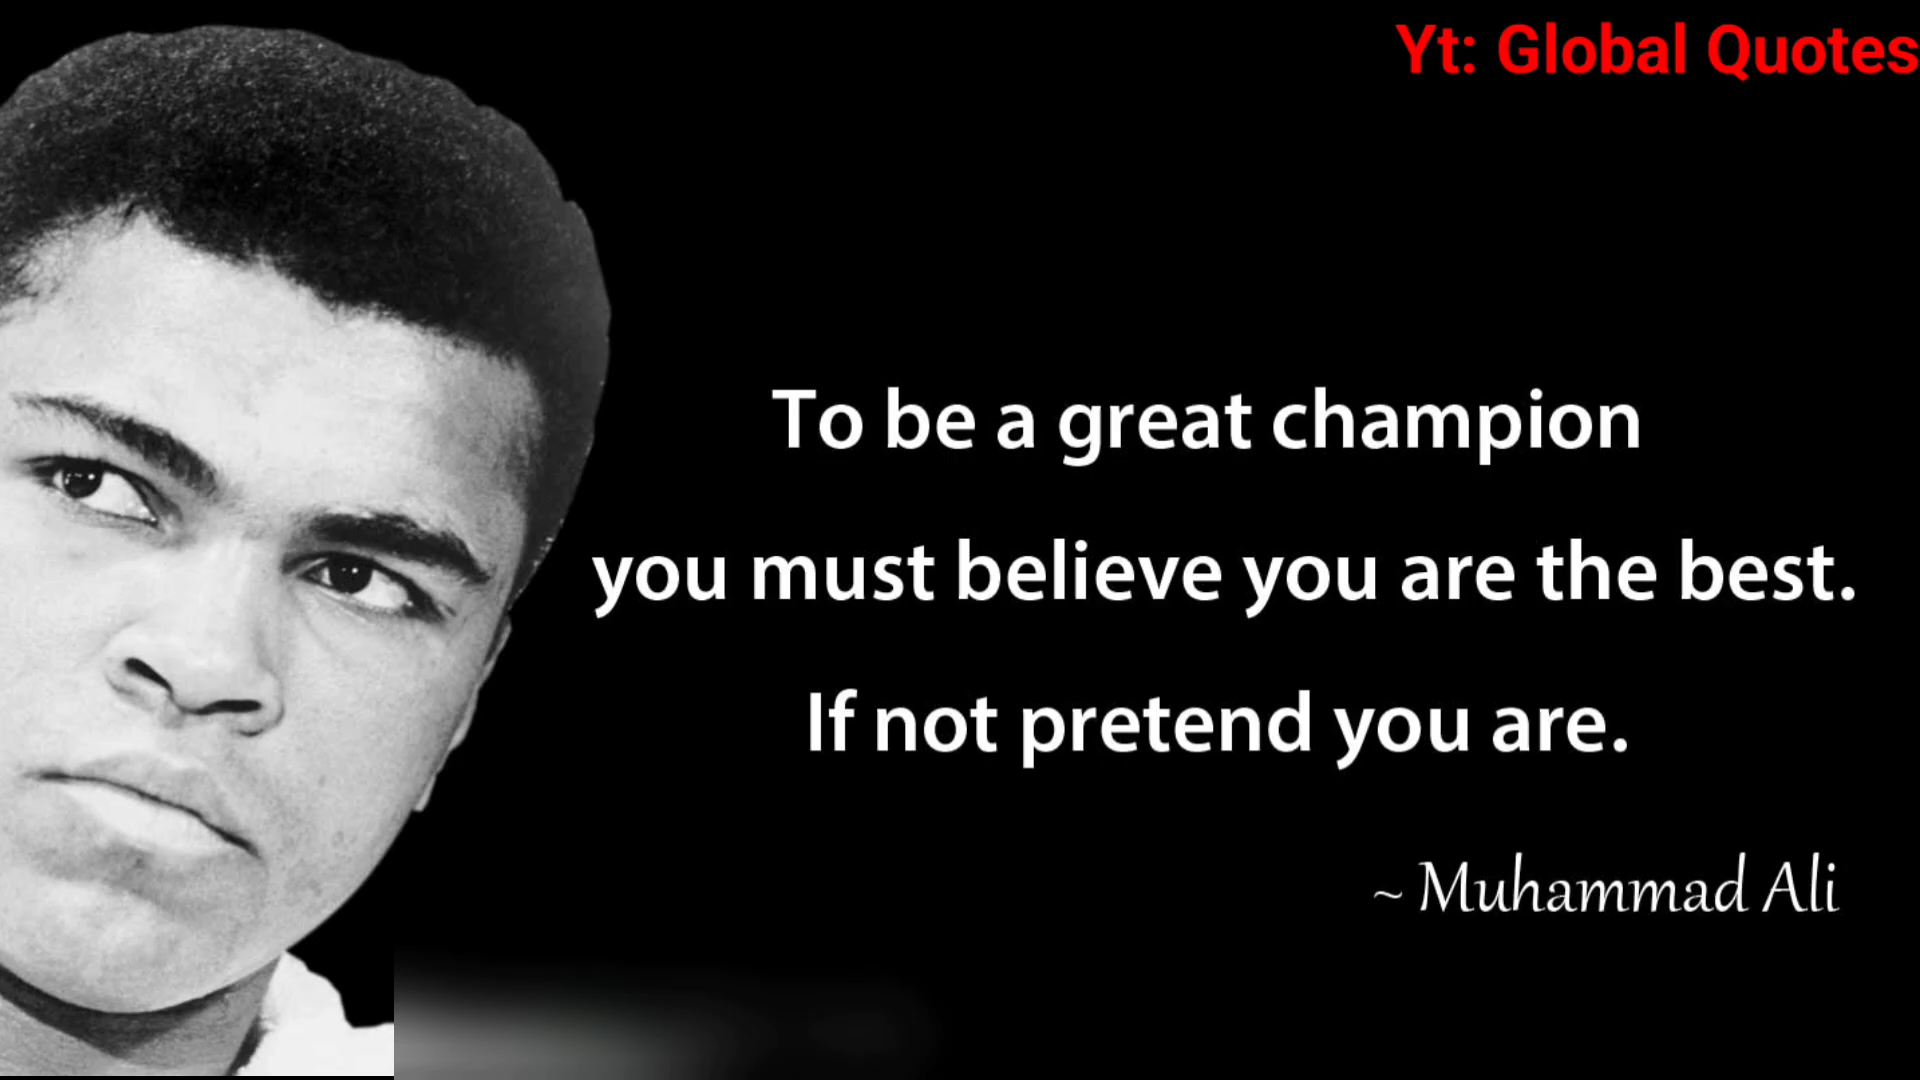 Yt: Global Quotes
To be a great champion
you must believe you are the best.
If not pretend you are.
~ Muhammad Ali